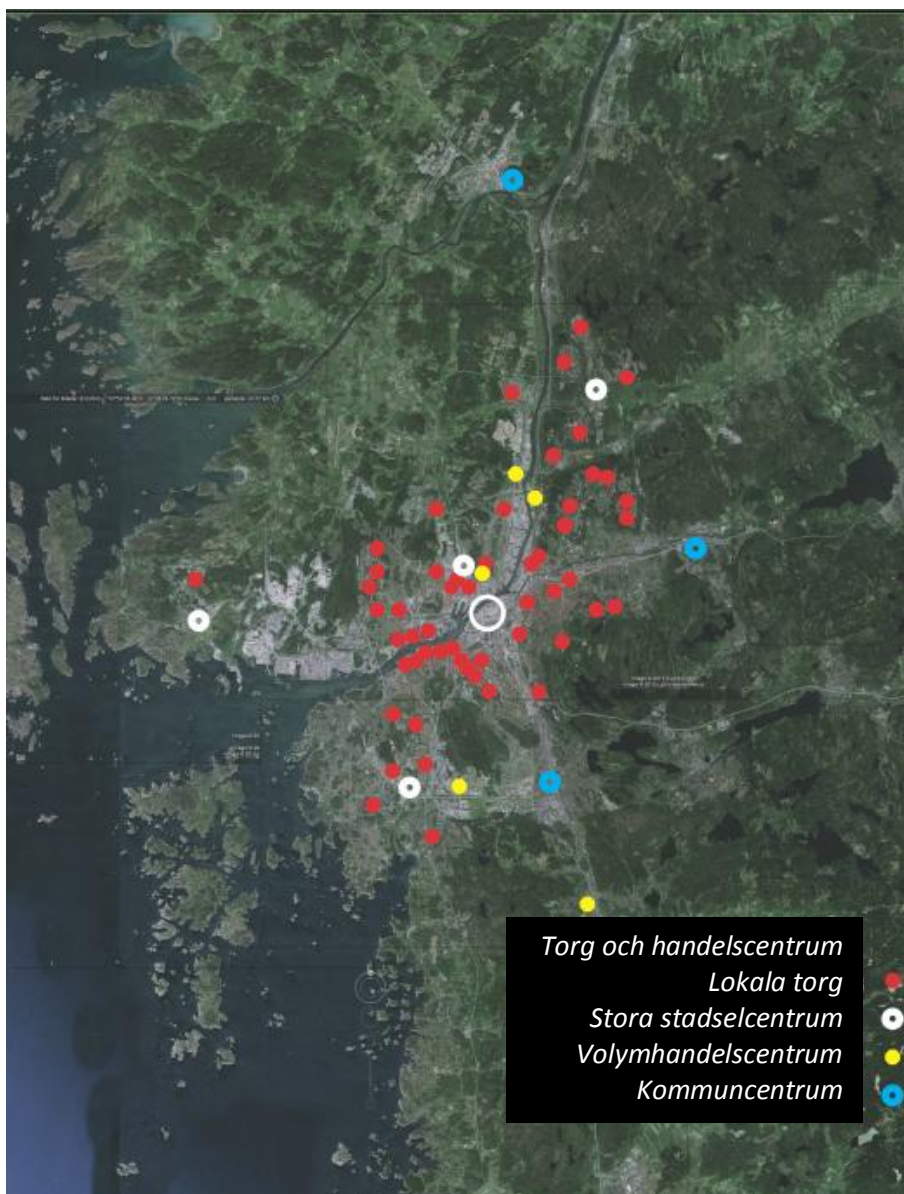 Torg och handelscentrum
Lokala torg
Stora stadselcentrum
Volymhandelscentrum
Kommuncentrum